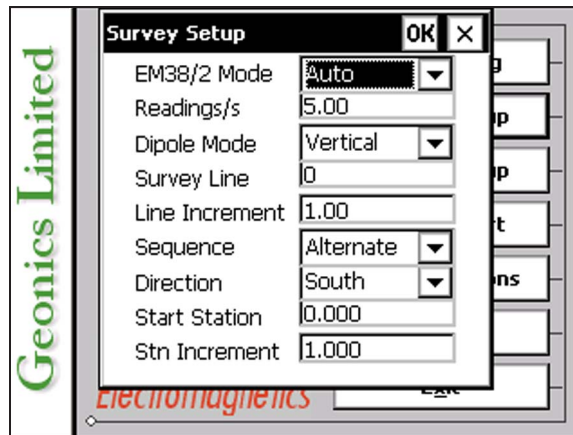 Geonics Limited
Survey Setup OK
EM38/2 Mode Auto
Readings/s 5.00
Dipole Mode Vertical
Survey Line 0
Line Increment 1.00
Sequence Alternate
Direction South
Start Station 0.000
Stn Increment 1.000
Electromagnetics
Exit